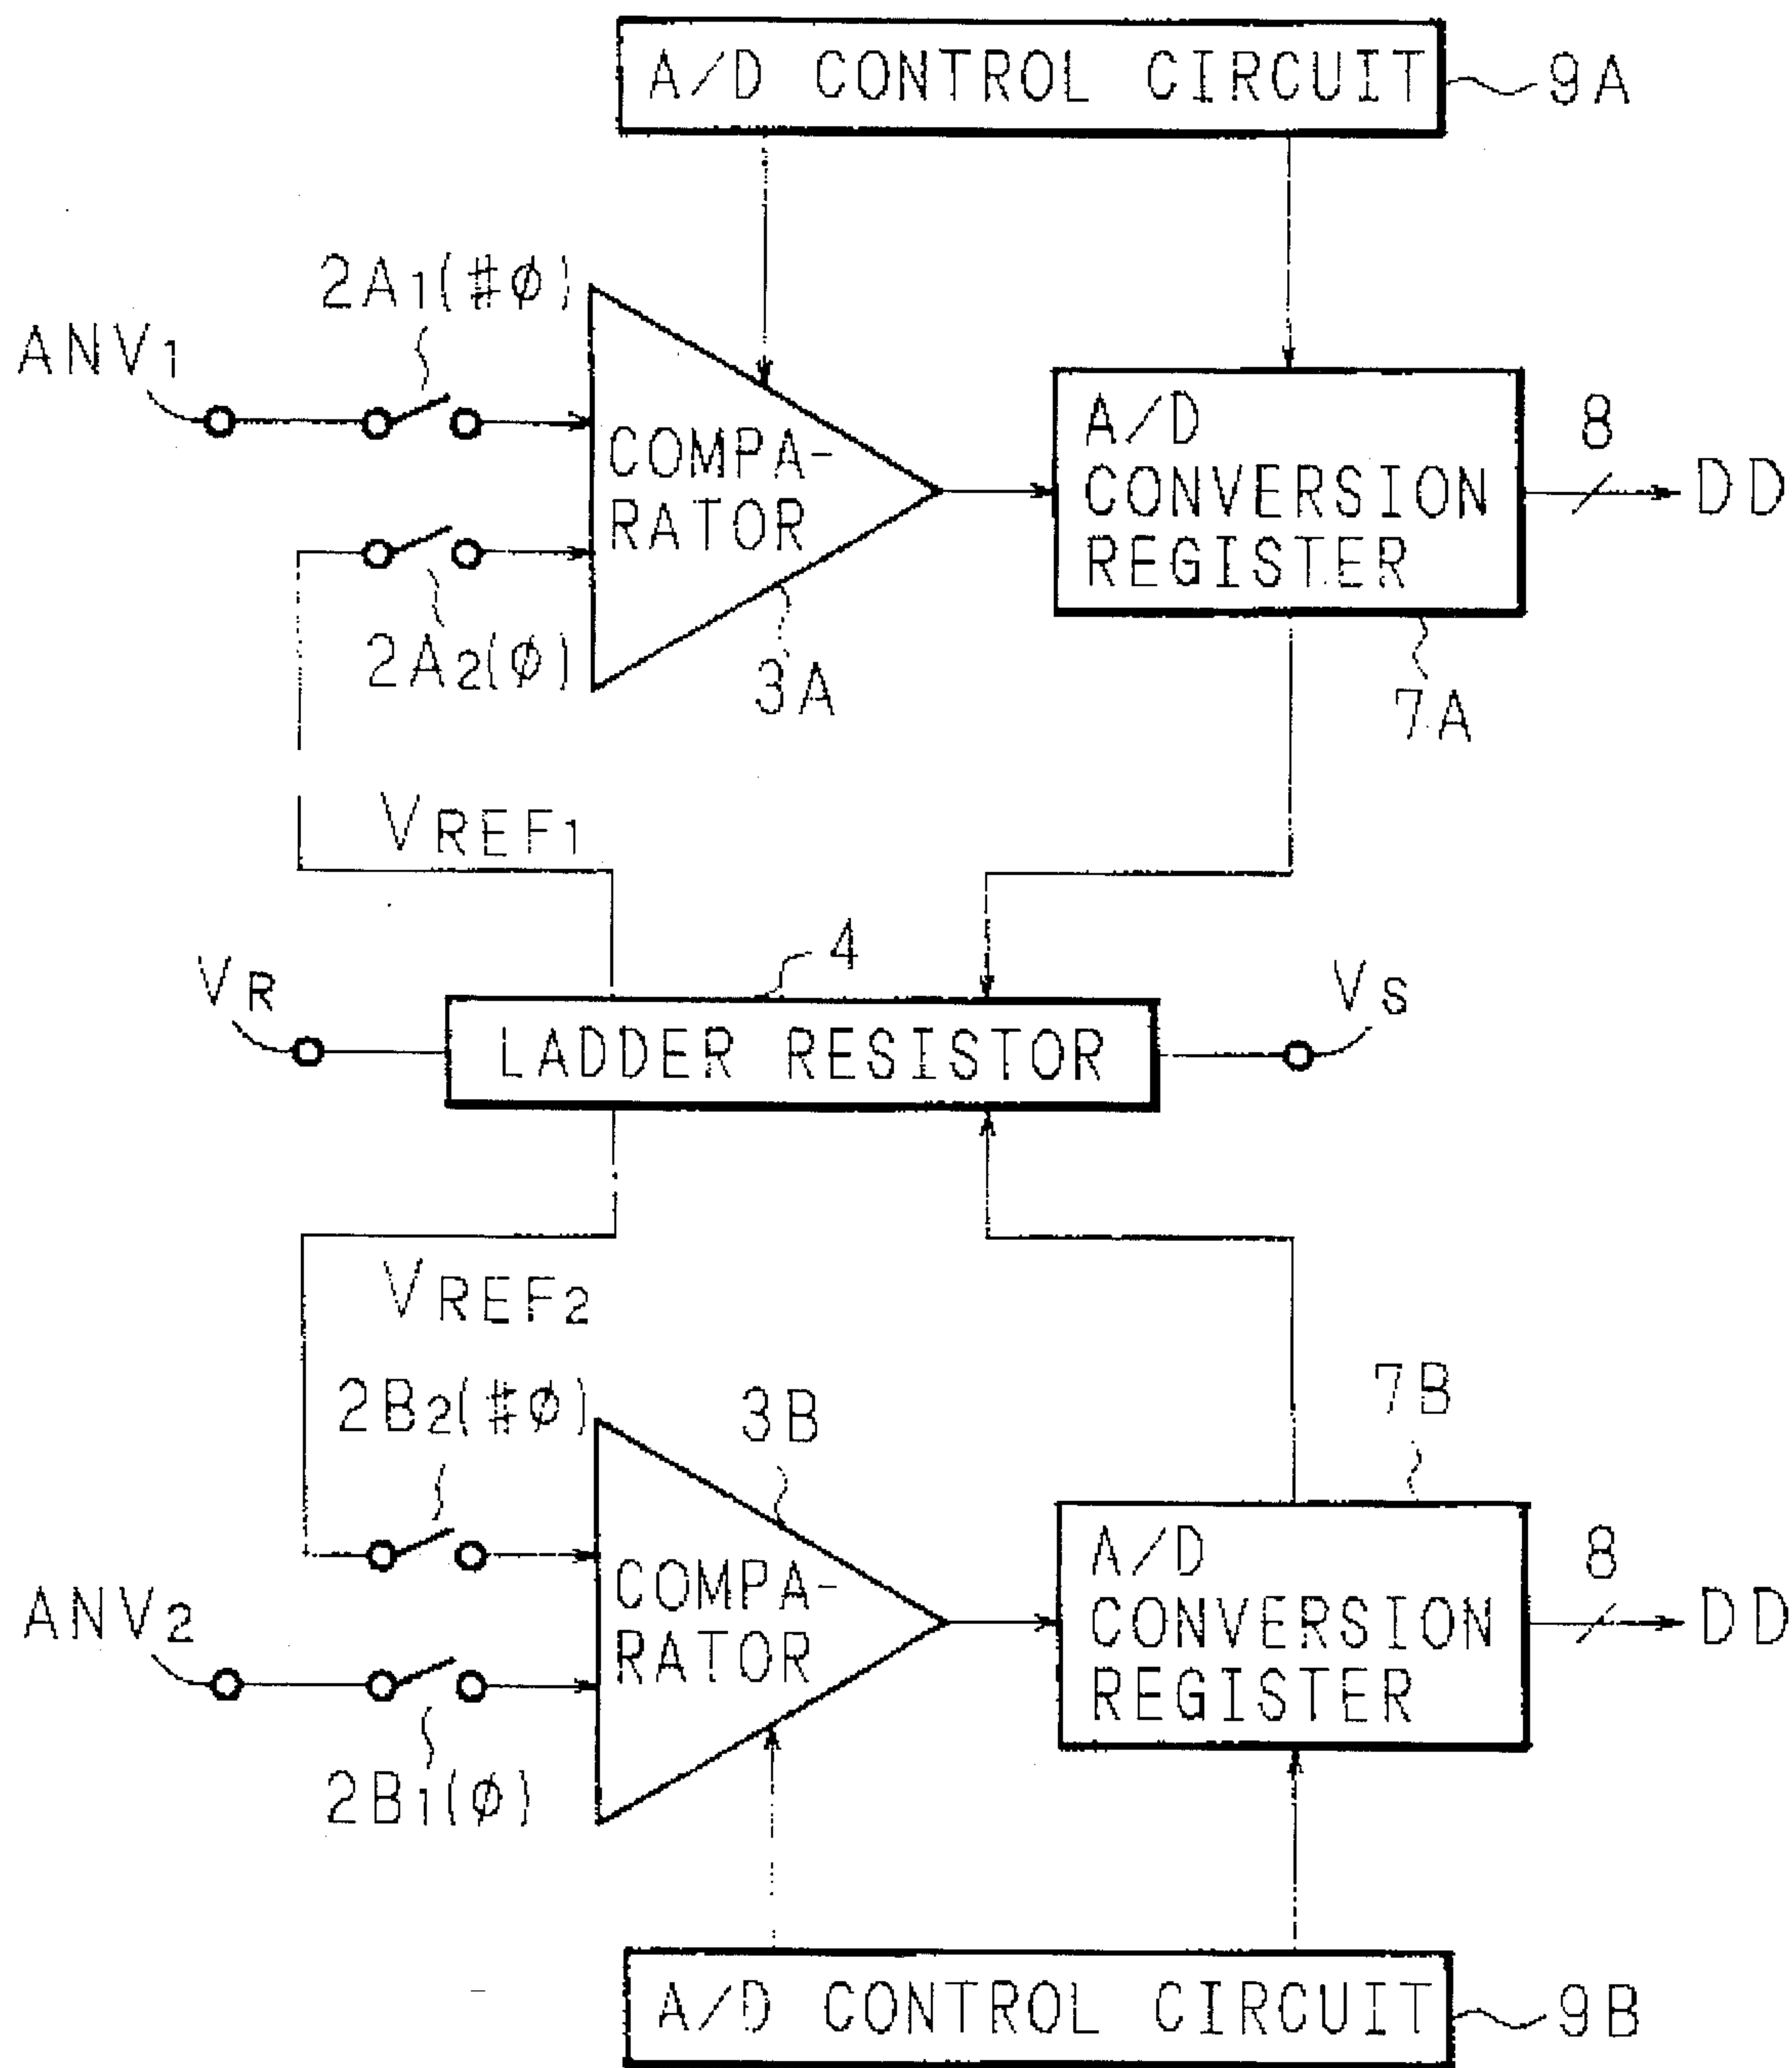 A/D CONTROL CIRCUIT
9A
2A1(#ϕ)
ANV1
COMPA-
RATOR
A/D
CONVERSION
REGISTER
8
DD
2A2(ϕ)
3A
7A
VREF1
4
VR
LADDER RESISTOR
VS
VREF2
2B2(#ϕ)
3B
7B
ANV2
COMPA-
RATOR
A/D
CONVERSION
REGISTER
8
DD
2B1(ϕ)
A/D CONTROL CIRCUIT
9B